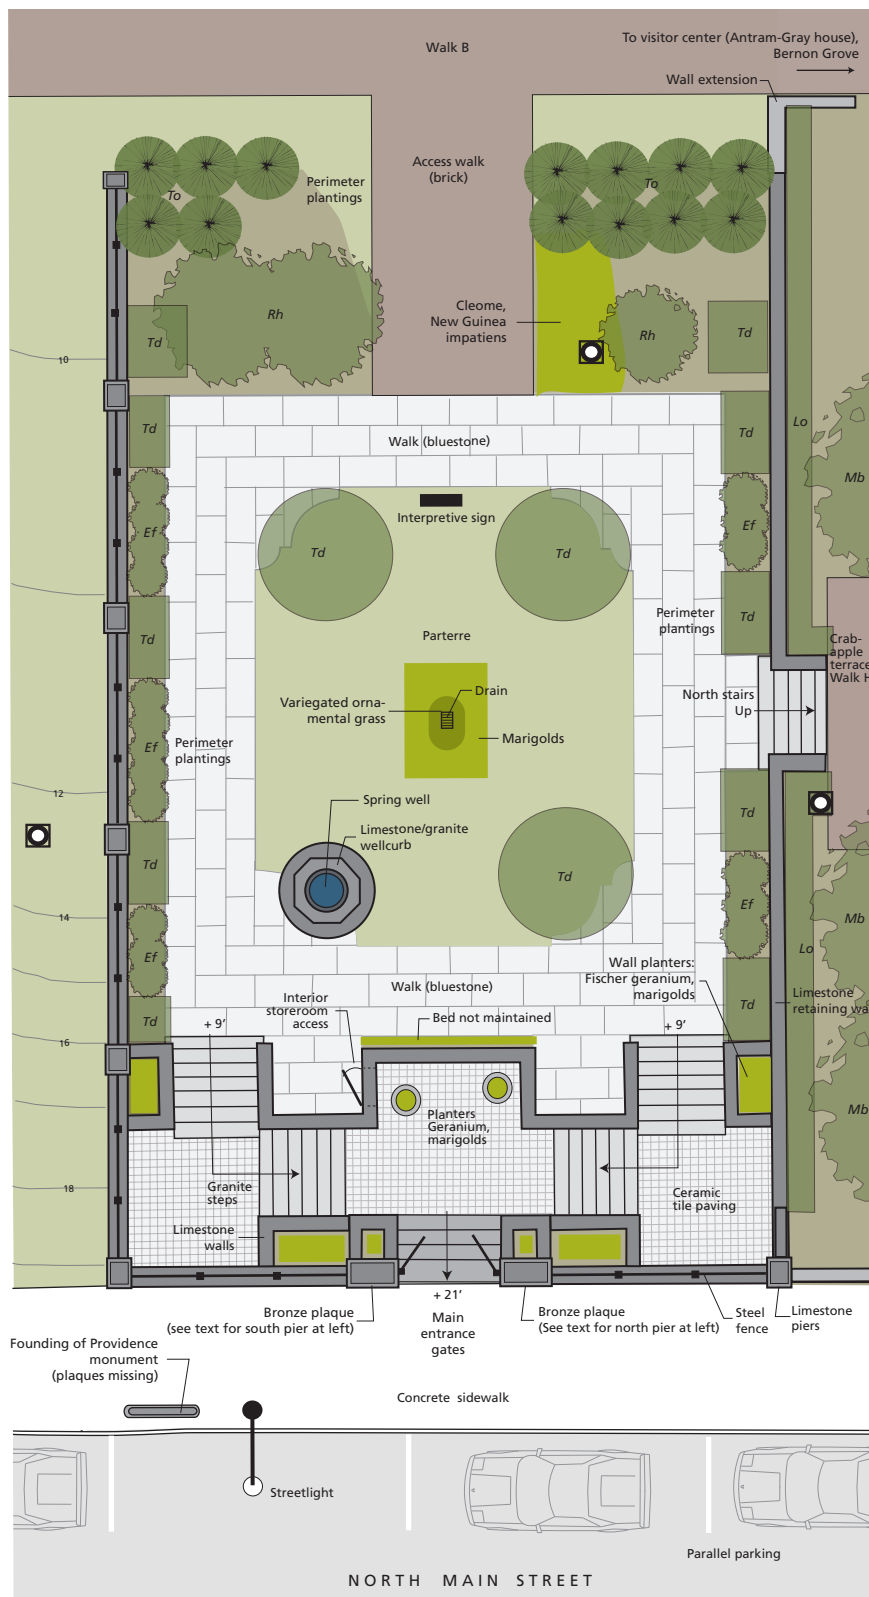 Walk B
To visitor center (Antram-Gray house),
Bernon Grove
Wall extension
Access walk
(brick)
Perimeter
plantings
To
To
Cleome,
New Guinea
impatiens
Rh
Rh
Td
Td
10
Td
Walk (bluestone)
Td
Lo
Mb
Interpretive sign
Ef
Ef
Td
Td
Td
Perimeter
plantings
Td
Parterre
Crab-
apple
terrace
Walk H
North stairs
Up
Drain
Variegated orna-
mental grass
Marigolds
Ef
Perimeter
plantings
12
Spring well
Limestone/granite
wellcurb
Td
Td
Td
Ef
14
Mb
Lo
Ef
Wall planters:
Fischer geranium,
marigolds
Walk (bluestone)
Interior
storeroom
access
Bed not maintained
Td
Limestone
retaining wa
Td
+ 9'
+ 9'
16
Planters
Geranium,
marigolds
Mb
18
Granite
steps
Ceramic
tile paving
Limestone
walls
+ 21'
Bronze plaque
(see text for south pier at left)
Main
entrance
gates
Bronze plaque
(See text for north pier at left)
Steel
fence
Limestone
piers
Founding of Providence
monument
(plaques missing)
Concrete sidewalk
Streetlight
Parallel parking
NORTH MAIN STREET